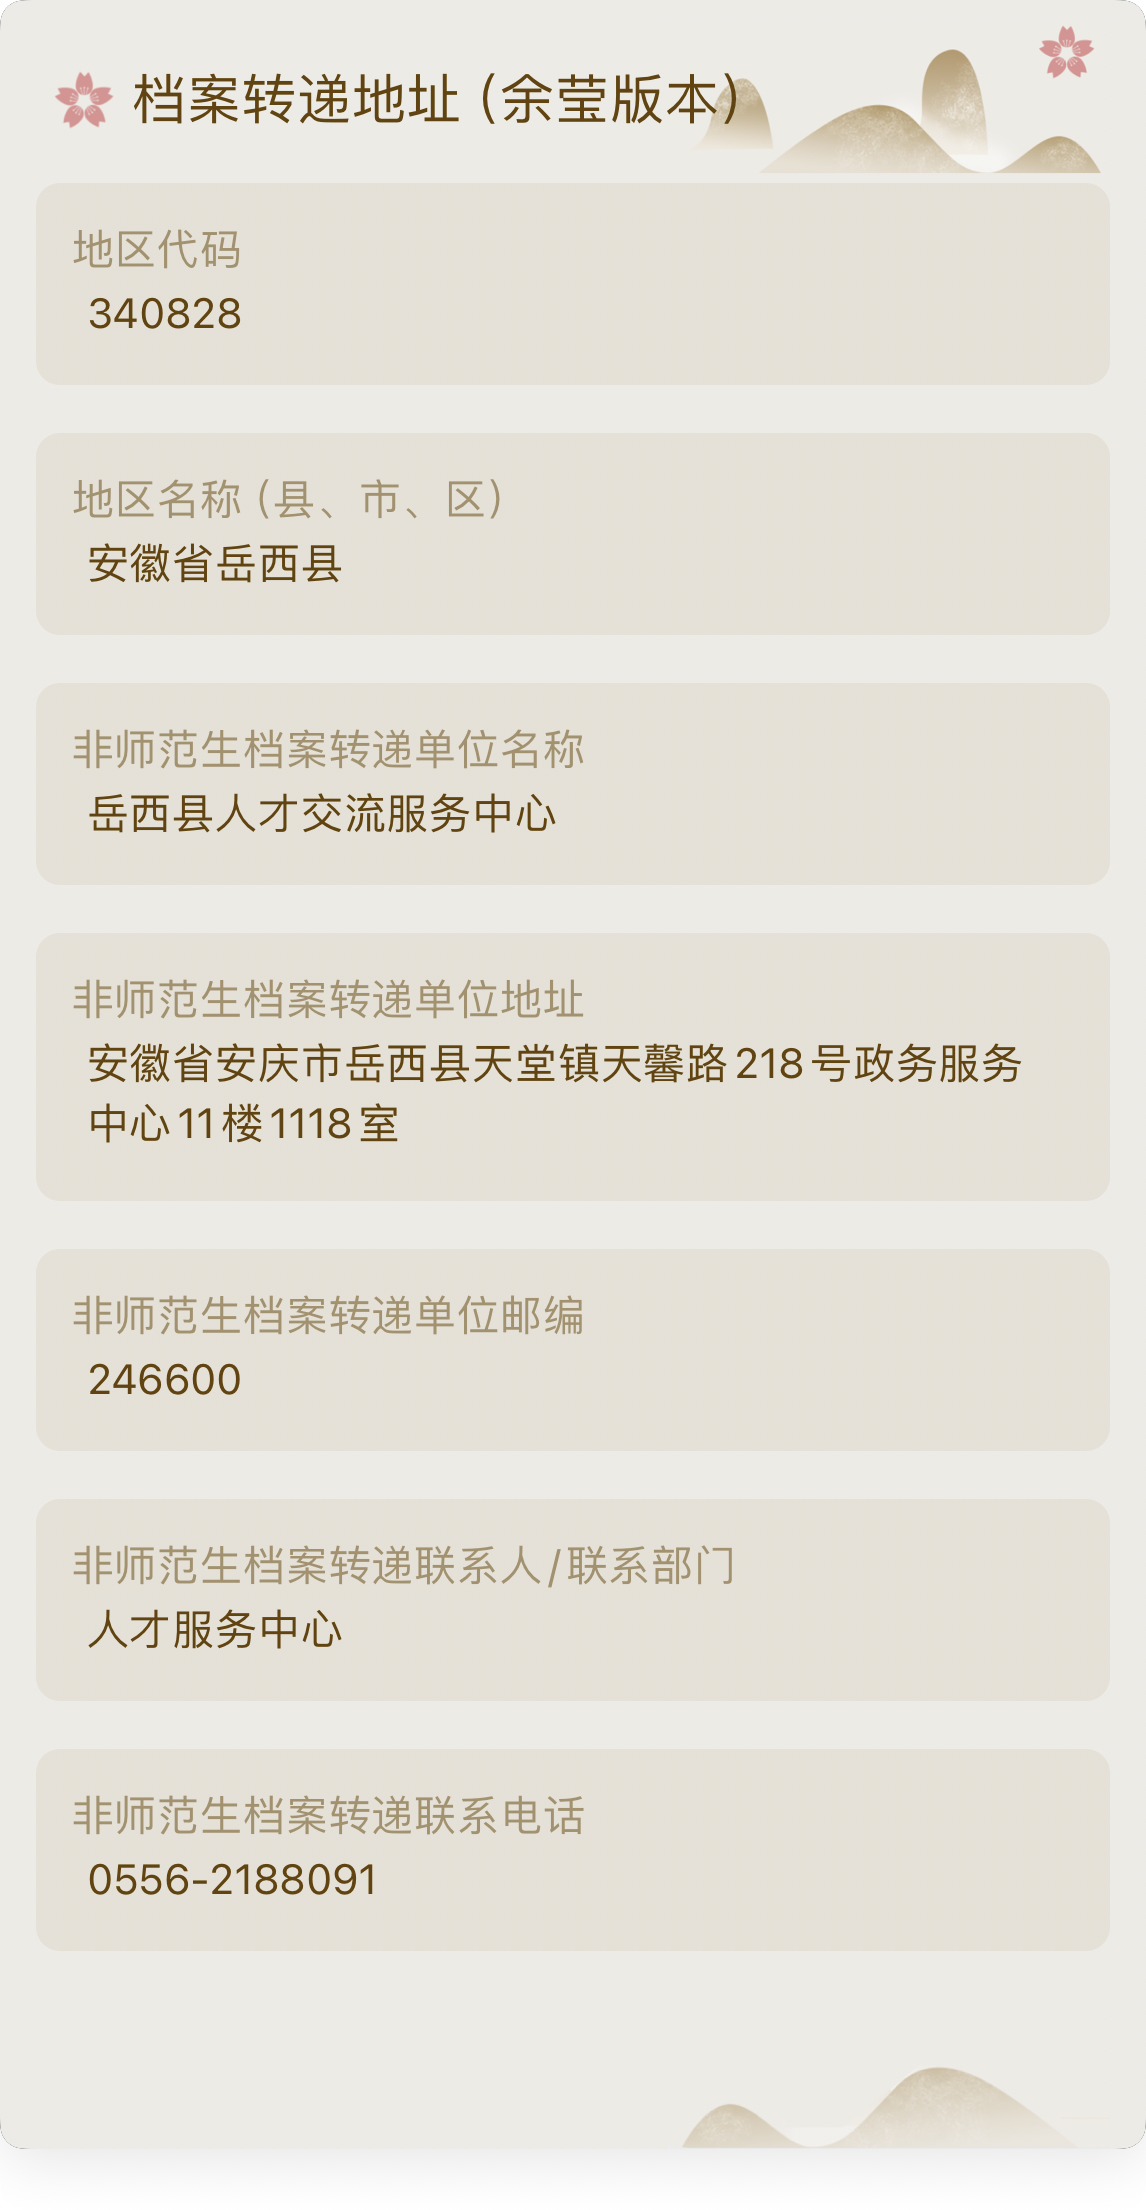 档案转递地址（余莹版本）
地区代码
340828
地区名称（县、市、区）
安徽省岳西县
非师范生档案转递单位名称
岳西县人才交流服务中心
非师范生档案转递单位地址
安徽省安庆市岳西县天堂镇天馨路218号政务服务
中心11楼1118室
非师范生档案转递单位邮编
246600
非师范生档案转递联系人/联系部门
人才服务中心
非师范生档案转递联系电话
0556-2188091